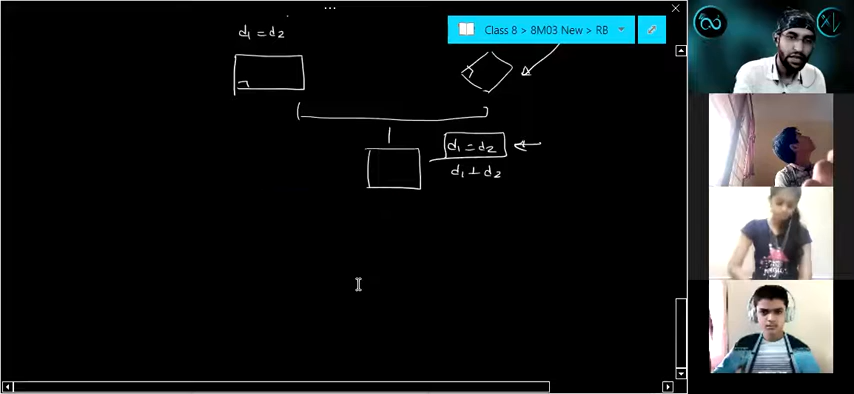 d₁ = d₂
Class 8 > 8M03 New > RB
d₁ = d₂
d₁ ⊥ d₂